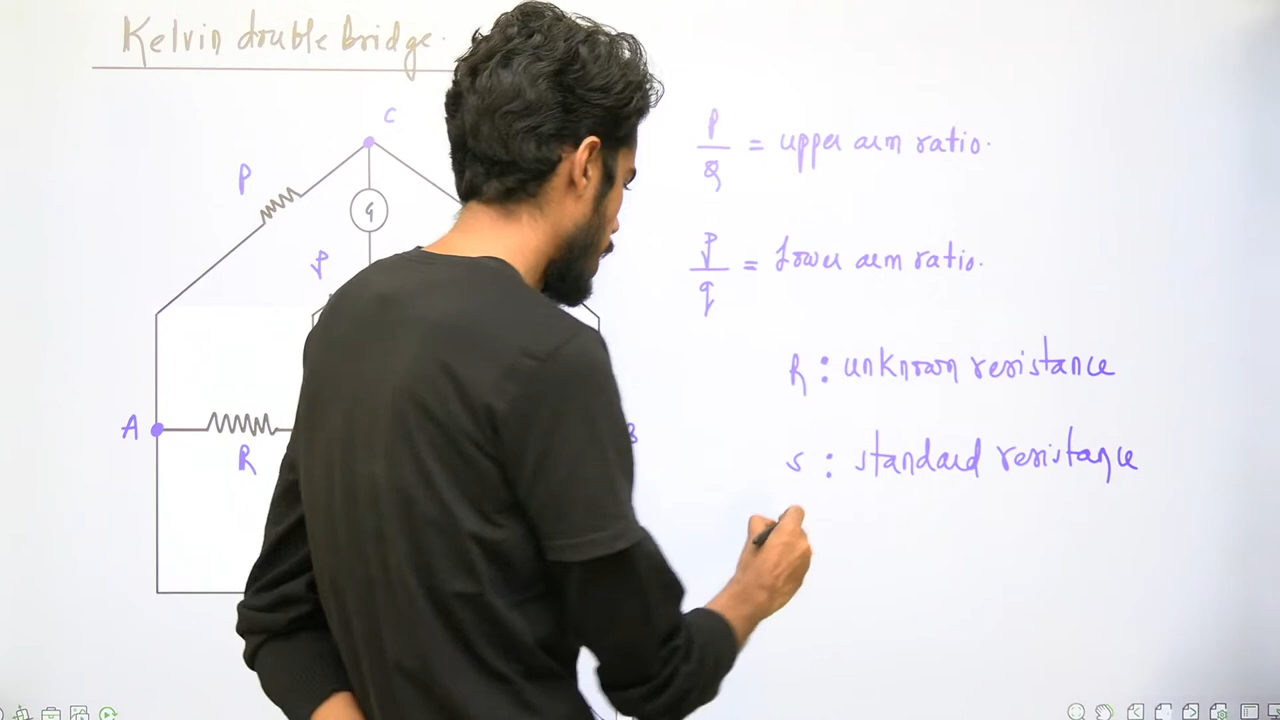 Kelvin double bridge.
C
P
G
p
A
R
B
P/Q = upper arm ratio.
p/q = Lower arm ratio.
R : unknown resistance
S : standard resistance